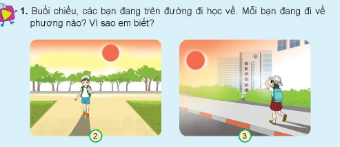 1. Buổi chiều, các bạn đang trên đường đi học về. Mỗi bạn đang đi về
phương nào? Vì sao em biết?
2
3